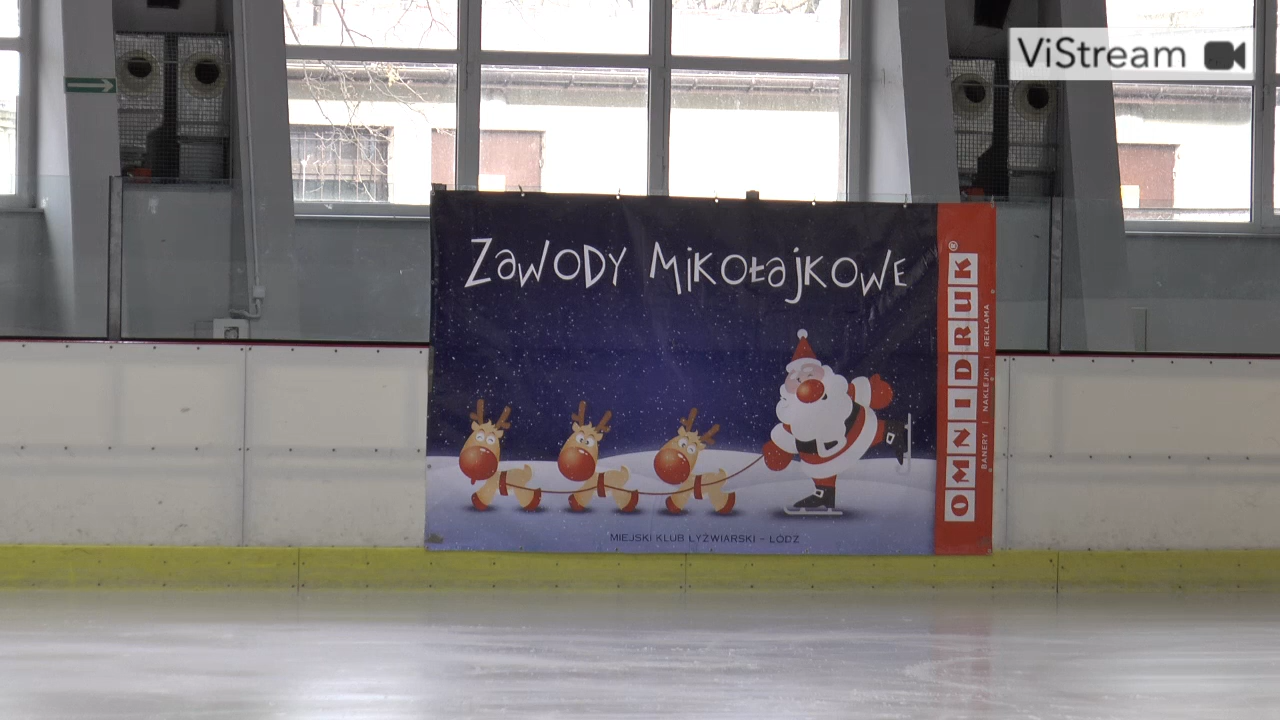 ViStream
Zawody Mikołajkowe
OMNIDRUK®
BANERY | NAKLEJKI | REKLAMA
MIEJSKI KLUB ŁYŻWIARSKI - ŁÓDŹ